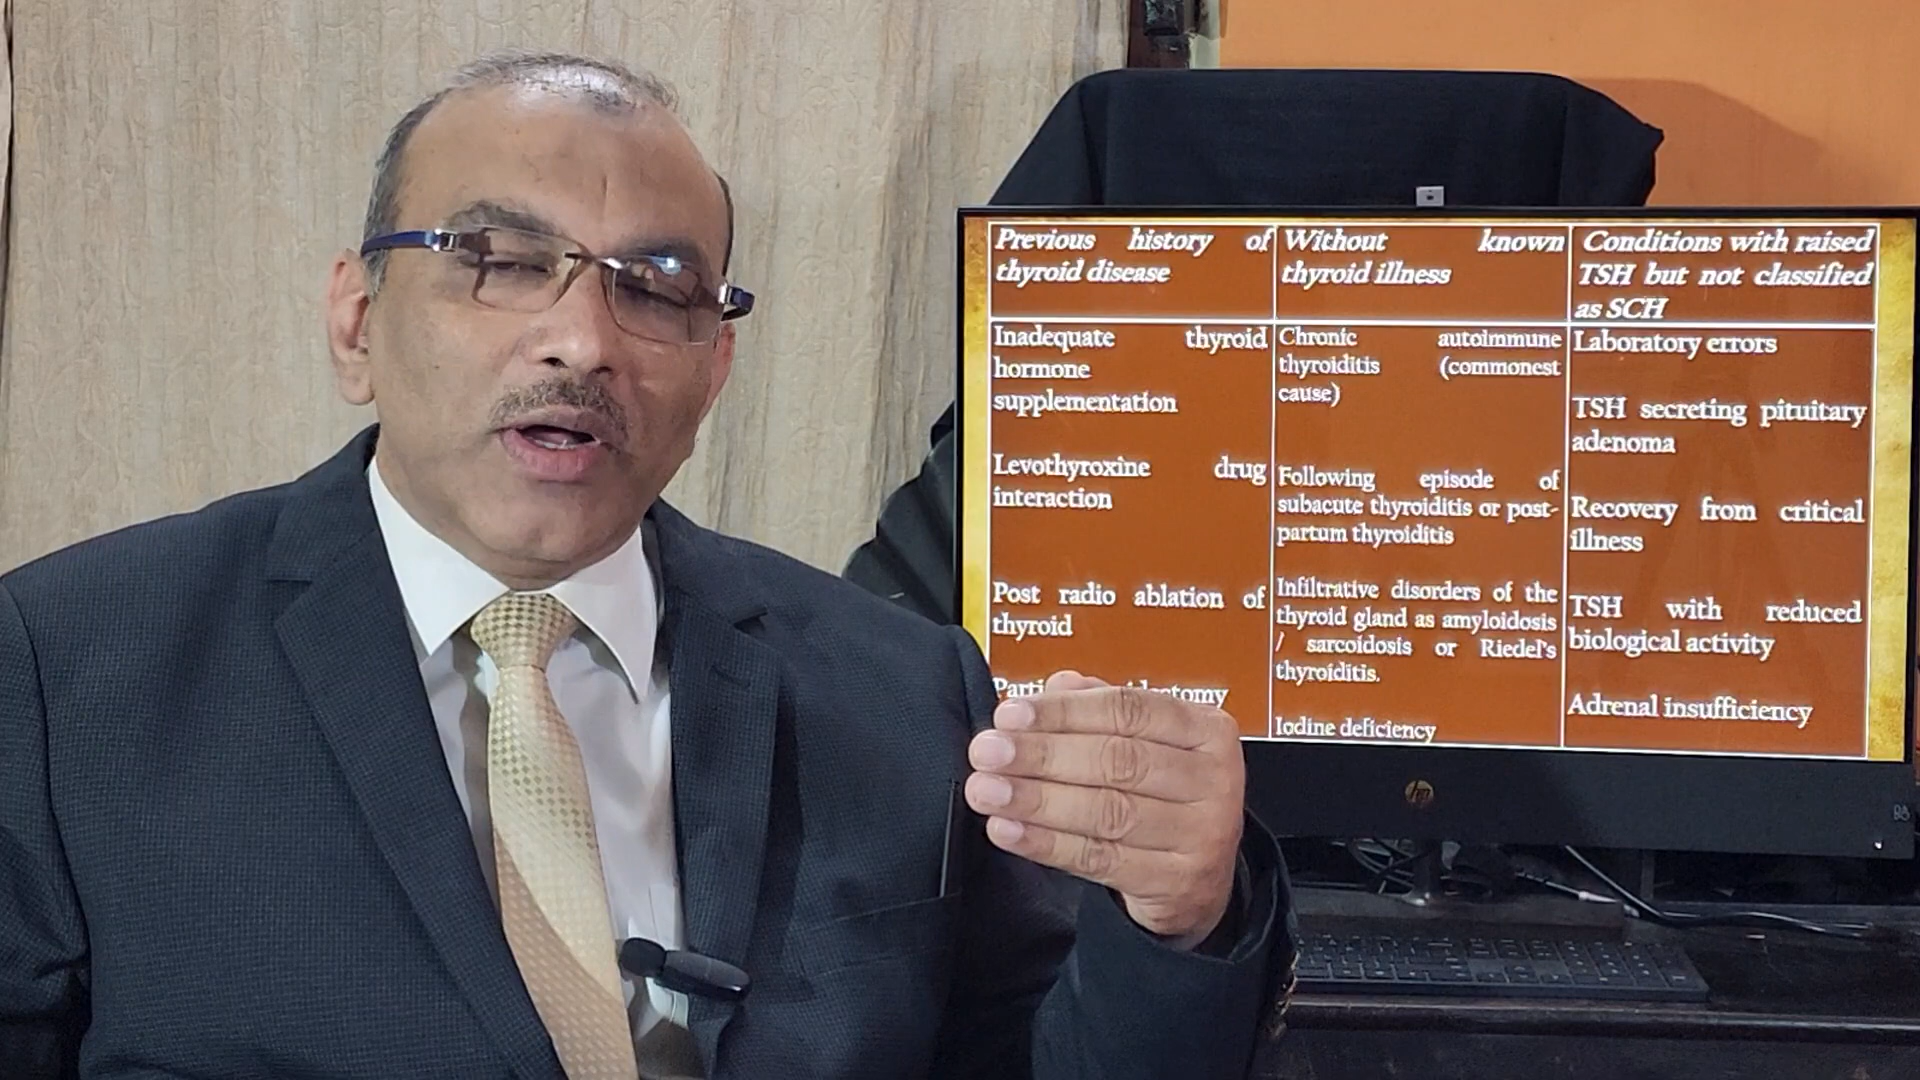 Previous history of
thyroid disease
Without known
thyroid illness
Conditions with raised
TSH but not classified
as SCH
Inadequate thyroid
hormone
supplementation
Levothyroxine drug
interaction
Post radio ablation of
thyroid
Chronic autoimmune
thyroiditis (commonest
cause)
Following episode of
subacute thyroiditis or post-
partum thyroiditis
Infiltrative disorders of the
thyroid gland as amyloidosis
/ sarcoidosis or Riedel's
thyroiditis.
Iodine deficiency
Laboratory errors
TSH secreting pituitary
adenoma
Recovery from critical
illness
TSH with reduced
biological activity
Adrenal insufficiency
hp